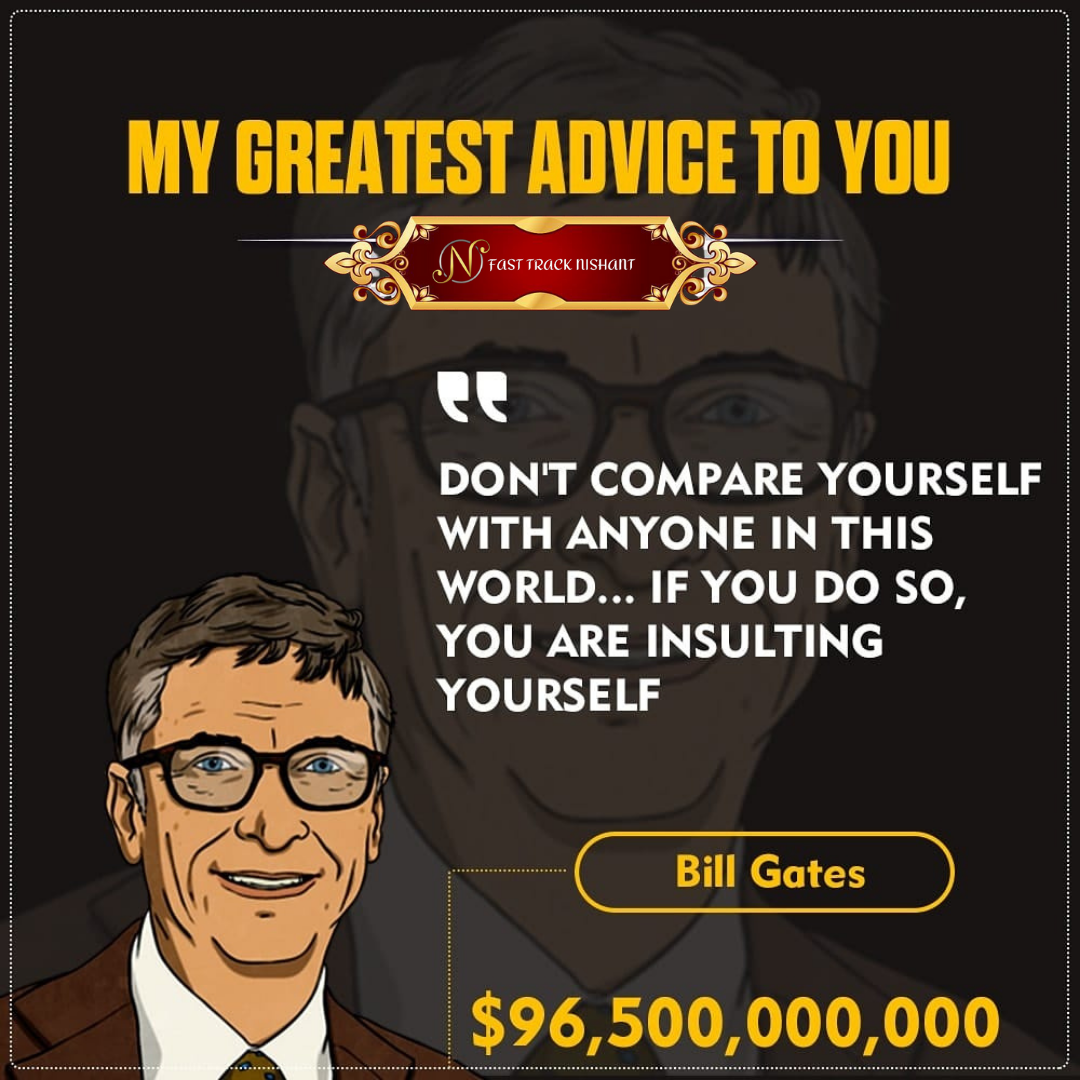 MY GREATEST ADVICE TO YOU
N FAST TRACK NISHANT
DON'T COMPARE YOURSELF
WITH ANYONE IN THIS
WORLD... IF YOU DO SO,
YOU ARE INSULTING
YOURSELF
Bill Gates
$96,500,000,000